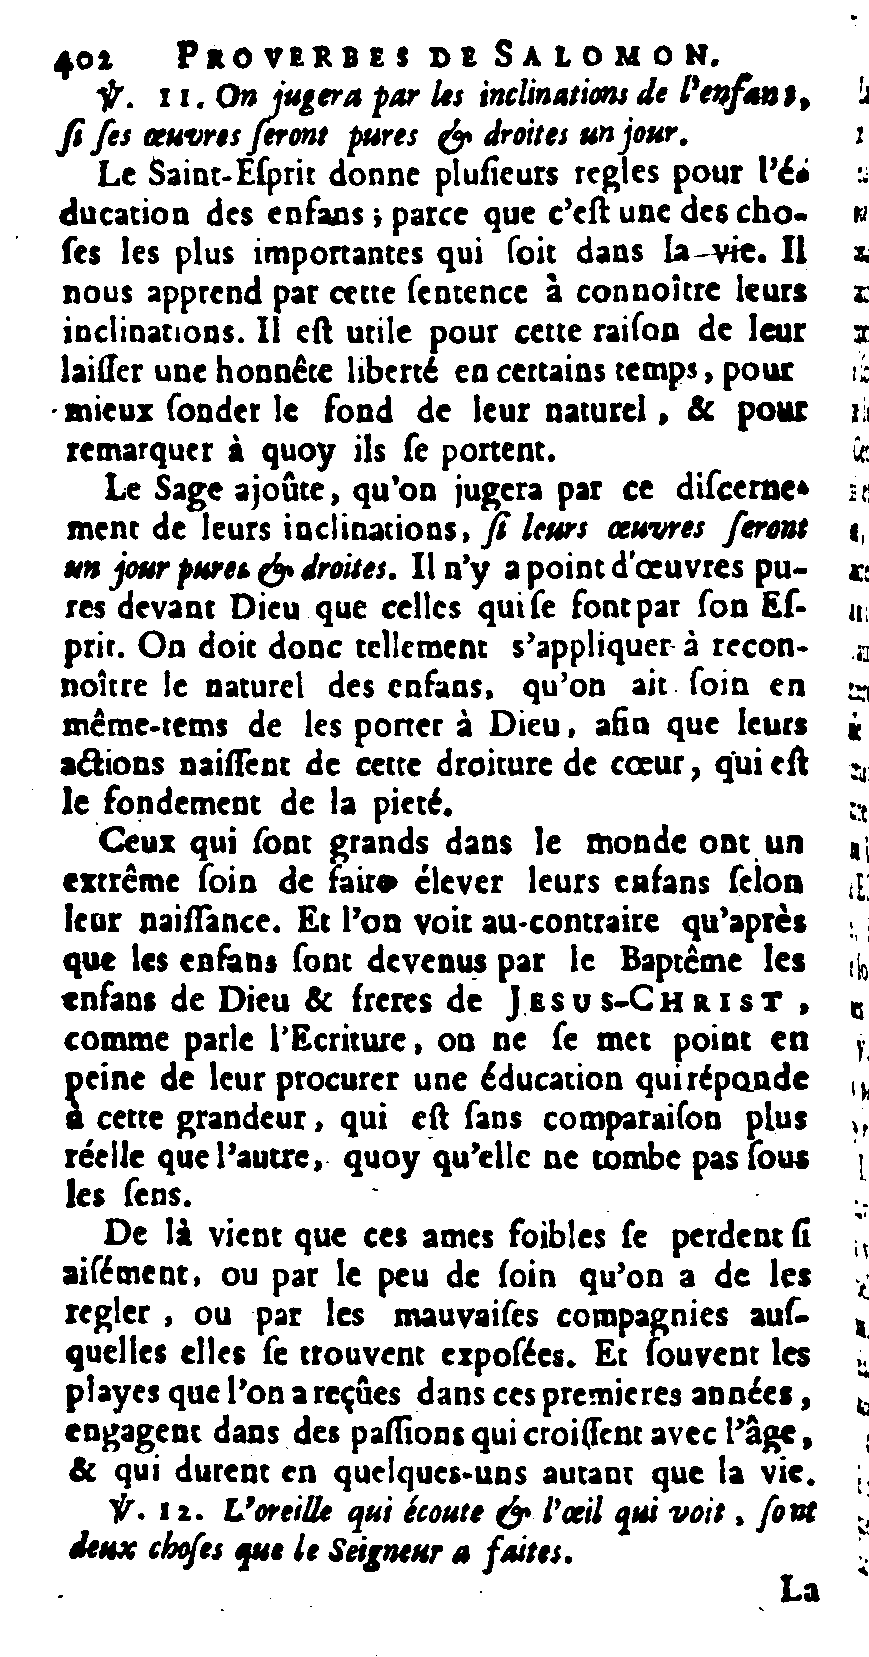 402 PROVERBES DE SALOMON.
℣. 11. On jugera par les inclinations de l'enfant,
ſi ſes œuvres ſeront pures & droites un jour.
Le Saint-Eſprit donne pluſieurs regles pour l'é-
ducation des enfans ; parce que c'eſt une des cho-
ſes les plus importantes qui ſoit dans la vie. Il
nous apprend par cette ſentence à connoître leurs
inclinations. Il eſt utile pour cette raiſon de leur
laiſſer une honnête liberté en certains temps, pour
mieux ſonder le fond de leur naturel, & pour
remarquer à quoy ils ſe portent.
Le Sage ajoûte, qu'on jugera par ce diſcerne-
ment de leurs inclinations, ſi leurs œuvres ſeront
un jour pures & droites. Il n'y a point d'œuvres pu-
res devant Dieu que celles qui ſe font par ſon Eſ-
prit. On doit donc tellement s'appliquer à recon-
noître le naturel des enfans, qu'on ait ſoin en
même-tems de les porter à Dieu, afin que leurs
actions naiſſent de cette droiture de cœur, qui eſt
le fondement de la pieté.
Ceux qui ſont grands dans le monde ont un
extrême ſoin de faire élever leurs enfans ſelon
leur naiſſance. Et l'on voit au-contraire qu'après
que les enfans ſont devenus par le Baptême les
enfans de Dieu & freres de JESUS-CHRIST,
comme parle l'Ecriture, on ne ſe met point en
peine de leur procurer une éducation qui réponde
à cette grandeur, qui eſt ſans comparaiſon plus
réelle que l'autre, quoy qu'elle ne tombe pas ſous
les ſens.
De là vient que ces ames foibles ſe perdent ſi
aiſément, ou par le peu de ſoin qu'on a de les
regler, ou par les mauvaiſes compagnies auſ-
quelles elles ſe trouvent expoſées. Et ſouvent les
playes que l'on a reçûes dans ces premieres années,
engagent dans des paſſions qui croiſſent avec l'âge,
& qui durent en quelques-uns autant que la vie.
℣. 12. L'oreille qui écoute & l'œil qui voit, ſont
deux choſes que le Seigneur a faites.
La